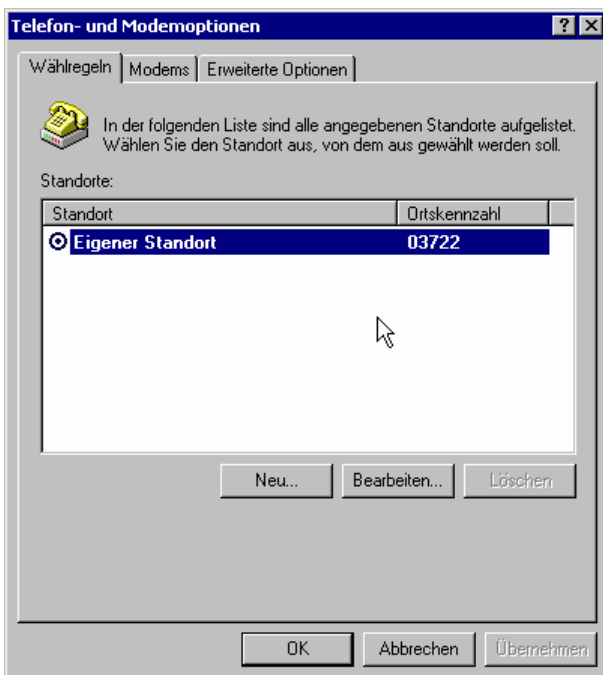 Telefon- und Modemoptionen
Wählregeln Modems Erweiterte Optionen
In der folgenden Liste sind alle angegebenen Standorte aufgelistet.
Wählen Sie den Standort aus, von dem aus gewählt werden soll.
Standorte:
Standort Ortskennzahl
Eigener Standort 03722
Neu... Bearbeiten... Löschen
OK Abbrechen Übernehmen